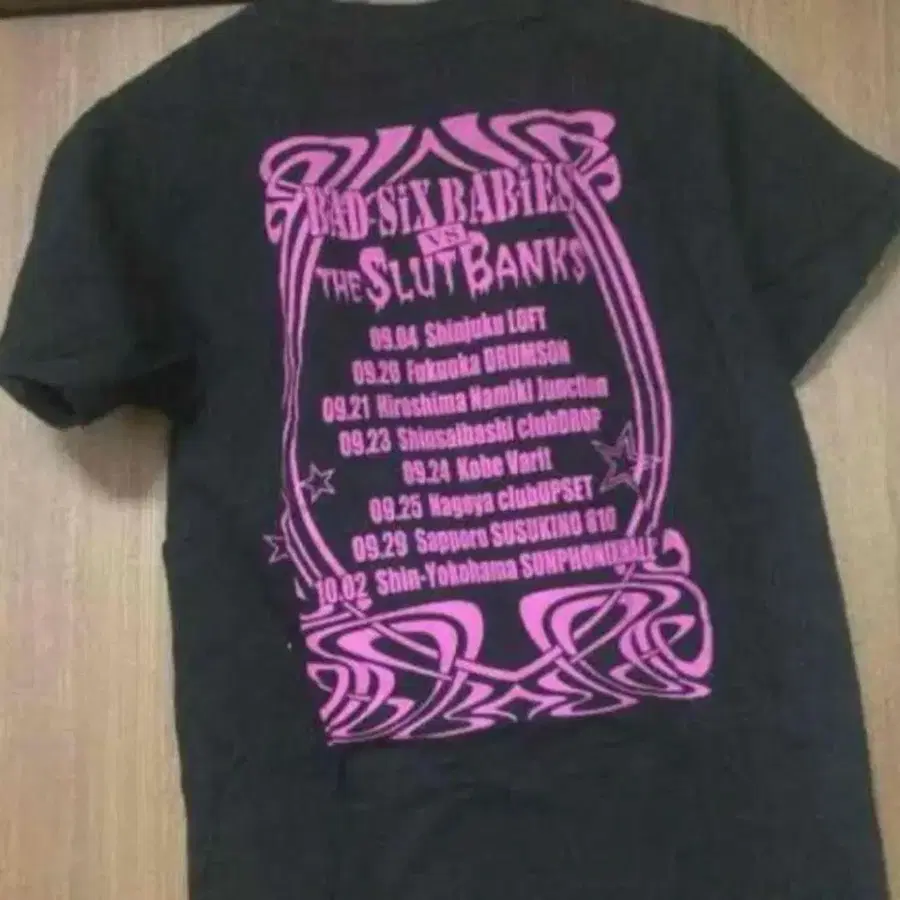 BAD SiX BABiES
VS
THE SLUT BANKS
09.04 Shinjuku LOFT
09.20 Fukuoka DRUMSON
09.21 Hiroshima Namiki Junction
09.23 Shinsaibashi clubDROP
09.24 Kobe Varit
09.25 Nagoya clubUPSET
09.29 Sapporo SUSUKINO 810
10.02 Shin-Yokohama